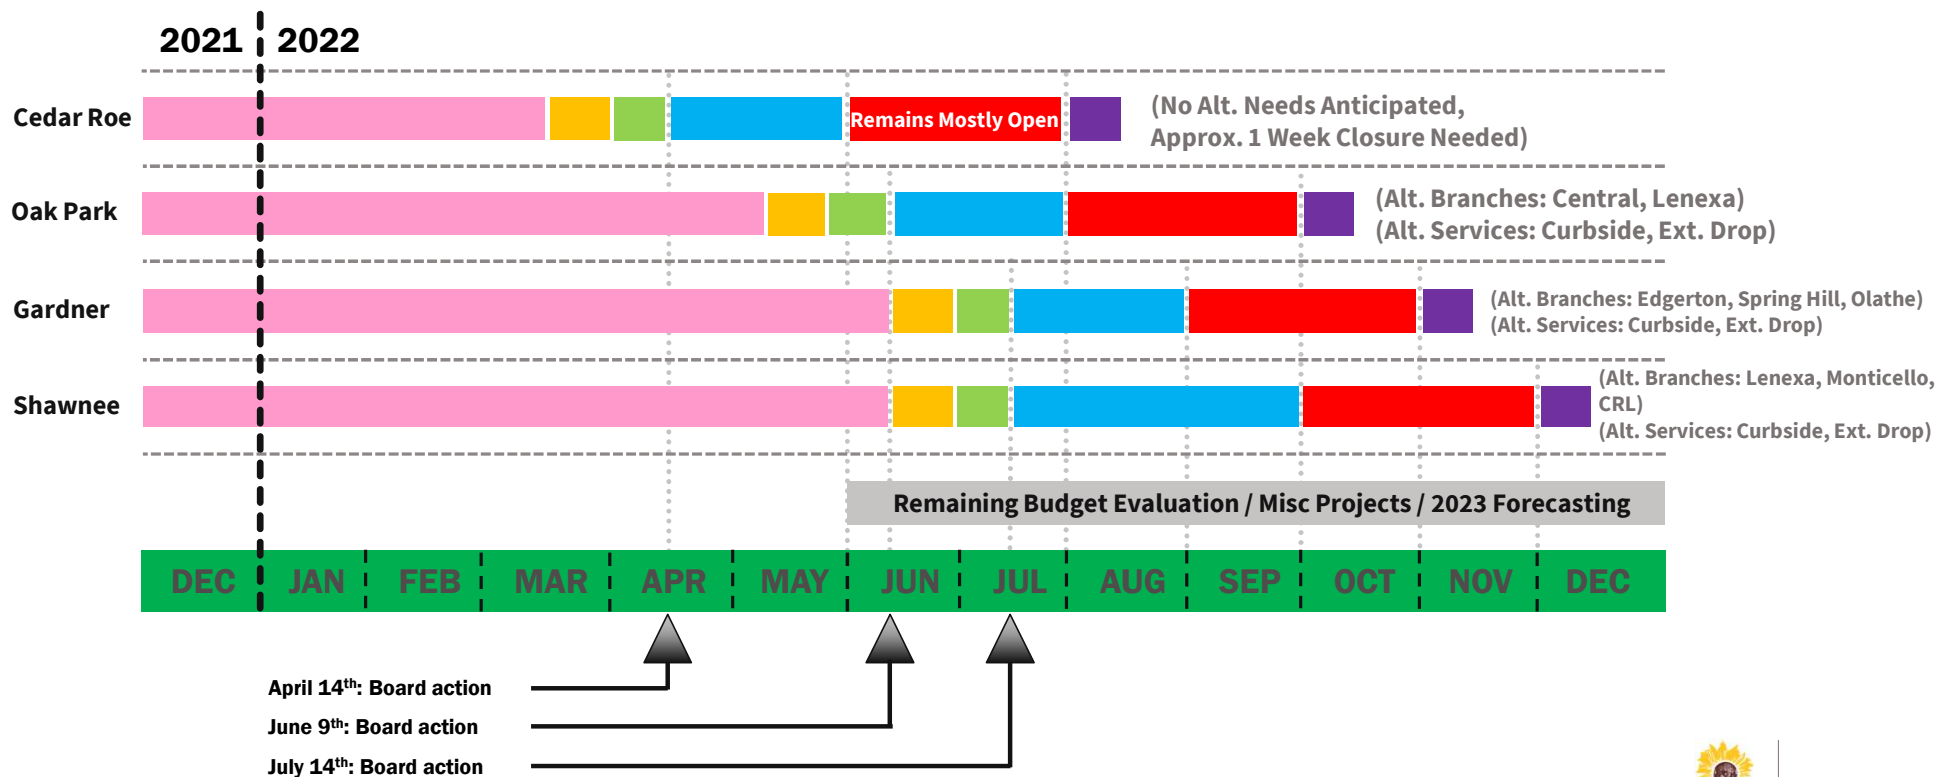 2021 2022
Cedar Roe
Remains Mostly Open
(No Alt. Needs Anticipated,
Approx. 1 Week Closure Needed)
Oak Park
(Alt. Branches: Central, Lenexa)
(Alt. Services: Curbside, Ext. Drop)
Gardner
(Alt. Branches: Edgerton, Spring Hill, Olathe)
(Alt. Services: Curbside, Ext. Drop)
Shawnee
(Alt. Branches: Lenexa, Monticello,
CRL)
(Alt. Services: Curbside, Ext. Drop)
Remaining Budget Evaluation / Misc Projects / 2023 Forecasting
DEC JAN FEB MAR APR MAY JUN JUL AUG SEP OCT NOV DEC
April 14th: Board action
June 9th: Board action
July 14th: Board action